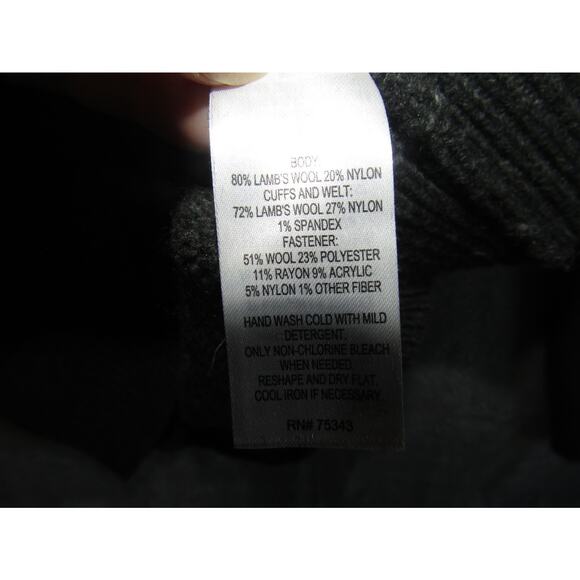 BODY
80% LAMB'S WOOL 20% NYLON
CUFFS AND WELT:
72% LAMB'S WOOL 27% NYLON
1% SPANDEX
FASTENER:
51% WOOL 23% POLYESTER
11% RAYON 9% ACRYLIC
5% NYLON 1% OTHER FIBER
HAND WASH COLD WITH MILD
DETERGENT.
ONLY NON-CHLORINE BLEACH
WHEN NEEDED.
RESHAPE AND DRY FLAT.
COOL IRON IF NECESSARY
RN# 75343